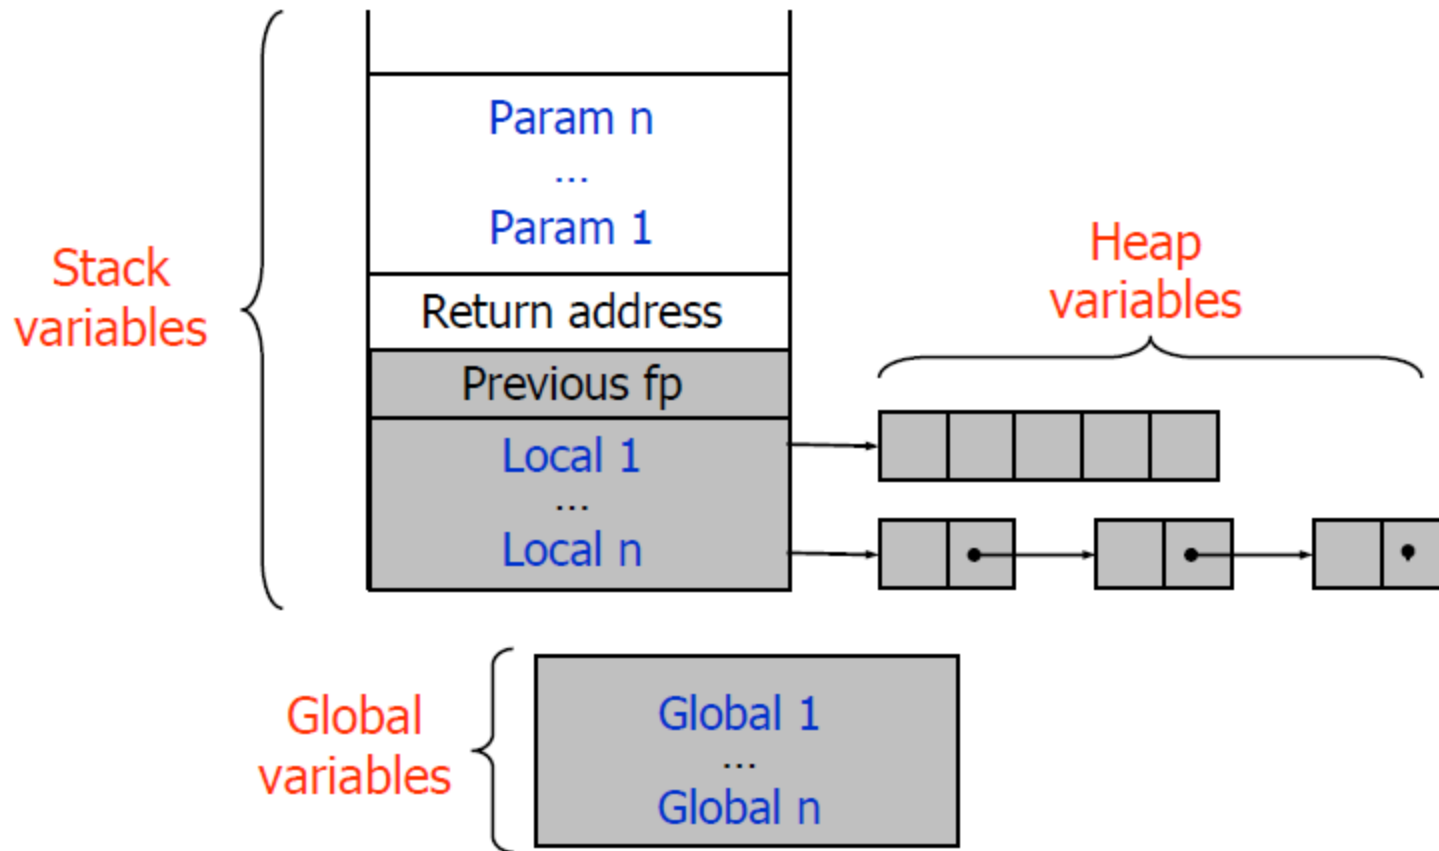 Param n
...
Param 1
Stack
variables
Return address
Previous fp
Local 1
...
Local n
Heap
variables
Global
variables
Global 1
...
Global n